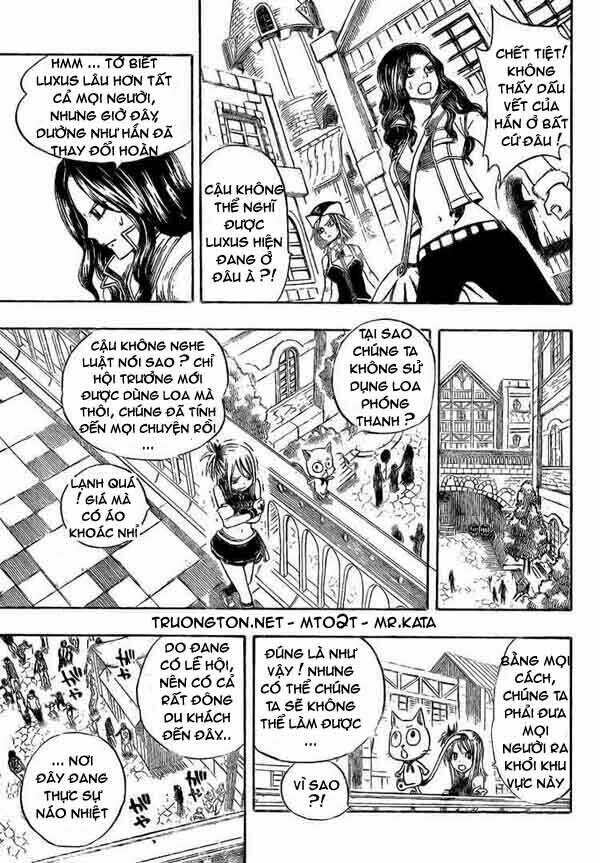 CHẾT TIỆT!
KHÔNG
THẤY DẤU
VẾT CỦA
HẮN Ở BẤT
CỨ ĐÂU!
CẬU KHÔNG
THỂ NGHĨ
ĐƯỢC
LUXUS HIỆN
ĐANG Ở
ĐÂU À ?!
HMM ... TỚ BIẾT
LUXUS LÂU HƠN TẤT
CẢ MỌI NGƯỜI,
NHƯNG GIỜ ĐÂY,
DƯỜNG NHƯ HẮN ĐÃ
THAY ĐỔI HOÀN
TẠI SAO
CHÚNG TA
KHÔNG SỬ
DỤNG LOA
PHÓNG
THANH ?
CẬU KHÔNG NGHE
LUẬT NÓI SAO ? CHỈ
HỘI TRƯỞNG MỚI
ĐƯỢC DÙNG LOA MÀ
THÔI, CHÚNG ĐÃ TÍNH
ĐẾN MỌI CHUYỆN RỒI
...
LẠNH QUÁ
! GIÁ MÀ
CÓ ÁO
KHOÁC NHỈ
TRUONGTON.NET - MTO2T - MR.KATA
BẰNG MỌI
CÁCH,
CHÚNG TA
PHẢI ĐƯA
MỌI
NGƯỜI RA
KHỎI KHU
VỰC NÀY
ĐÚNG LÀ NHƯ
VẬY ! NHƯNG
CÓ THỂ CHÚNG
TA SẼ KHÔNG
THỂ LÀM ĐƯỢC
...
VÌ SAO
?!
DO ĐANG
CÓ LỄ HỘI,
NÊN CÓ CẢ
RẤT ĐÔNG
DU KHÁCH
ĐẾN ĐÂY..
... NƠI
ĐÂY ĐANG
THỰC SỰ
NÁO NHIỆT